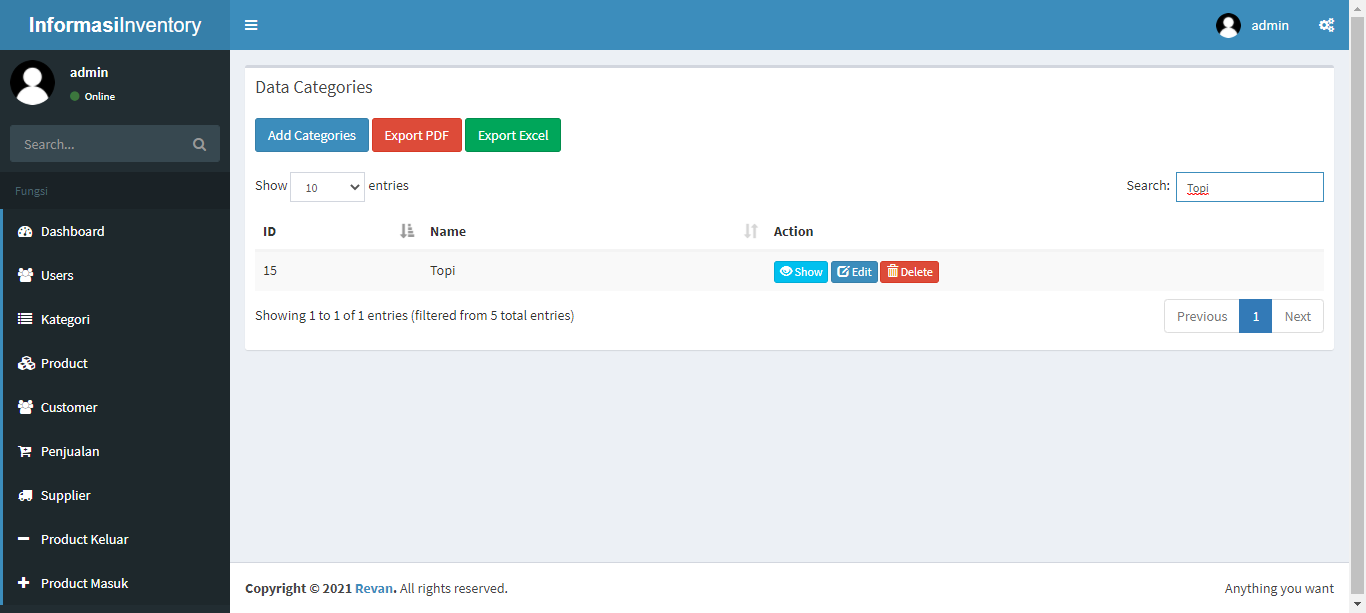 InformasiInventory
admin
admin
Online
Search...
Fungsi
Dashboard
Users
Kategori
Product
Customer
Penjualan
Supplier
Product Keluar
Product Masuk
Data Categories
Add Categories Export PDF Export Excel
Show 10 entries Search: Topi
ID Name Action
15 Topi Show Edit Delete
Showing 1 to 1 of 1 entries (filtered from 5 total entries) Previous 1 Next
Copyright © 2021 Revan. All rights reserved. Anything you want